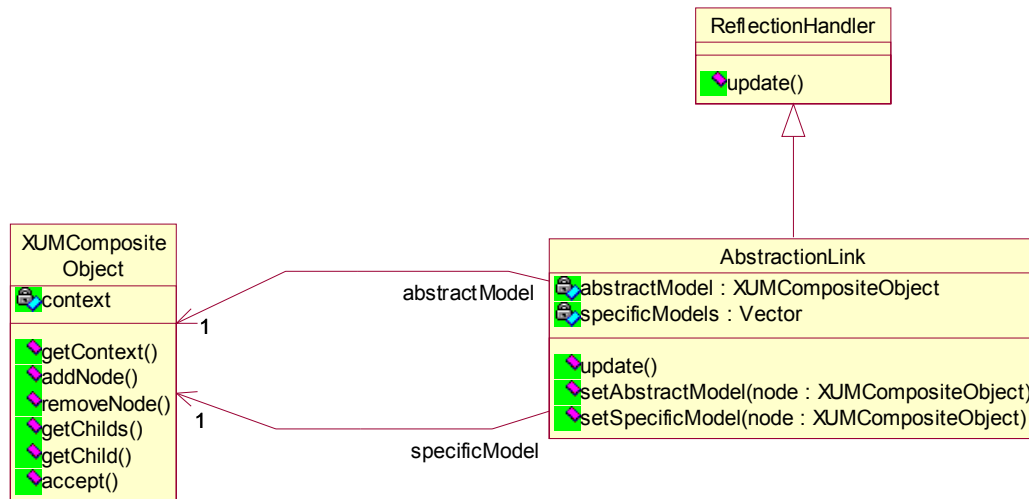 ReflectionHandler
update()
XUMComposite
Object
context
getContext()
addNode()
removeNode()
getChilds()
getChild()
accept()
abstractModel
1
1
specificModel
AbstractionLink
abstractModel : XUMCompositeObject
specificModels : Vector
update()
setAbstractModel(node : XUMCompositeObject)
setSpecificModel(node : XUMCompositeObject)